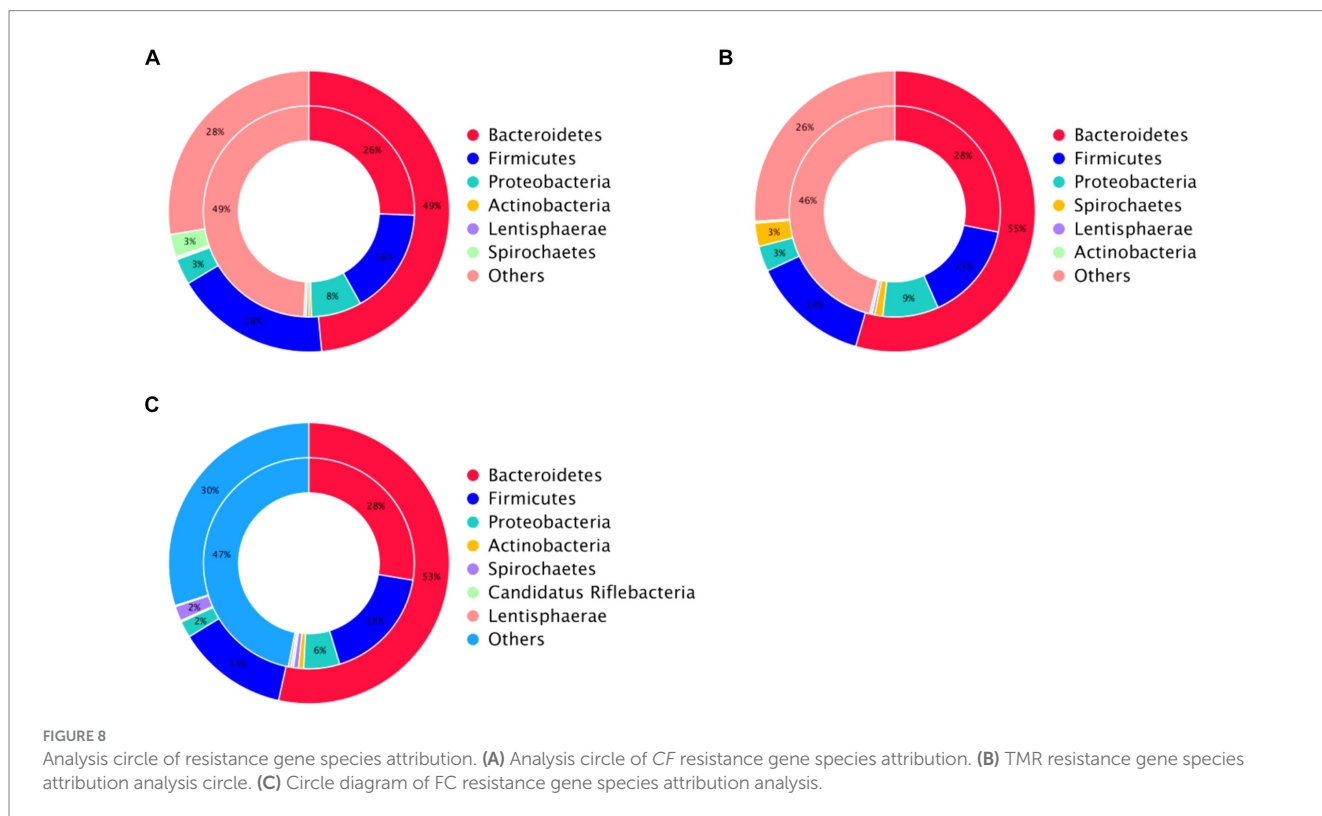 A
28%
26%
49%
49%
3%
3%
8%
16%
18%
Bacteroidetes
Firmicutes
Proteobacteria
Actinobacteria
Lentisphaerae
Spirochaetes
Others
B
26%
28%
46%
55%
3%
3%
9%
15%
14%
Bacteroidetes
Firmicutes
Proteobacteria
Spirochaetes
Lentisphaerae
Actinobacteria
Others
C
30%
28%
47%
53%
2%
2%
6%
18%
13%
Bacteroidetes
Firmicutes
Proteobacteria
Actinobacteria
Spirochaetes
Candidatus Riflebacteria
Lentisphaerae
Others
FIGURE 8
Analysis circle of resistance gene species attribution. (A) Analysis circle of CF resistance gene species attribution. (B) TMR resistance gene species
attribution analysis circle. (C) Circle diagram of FC resistance gene species attribution analysis.